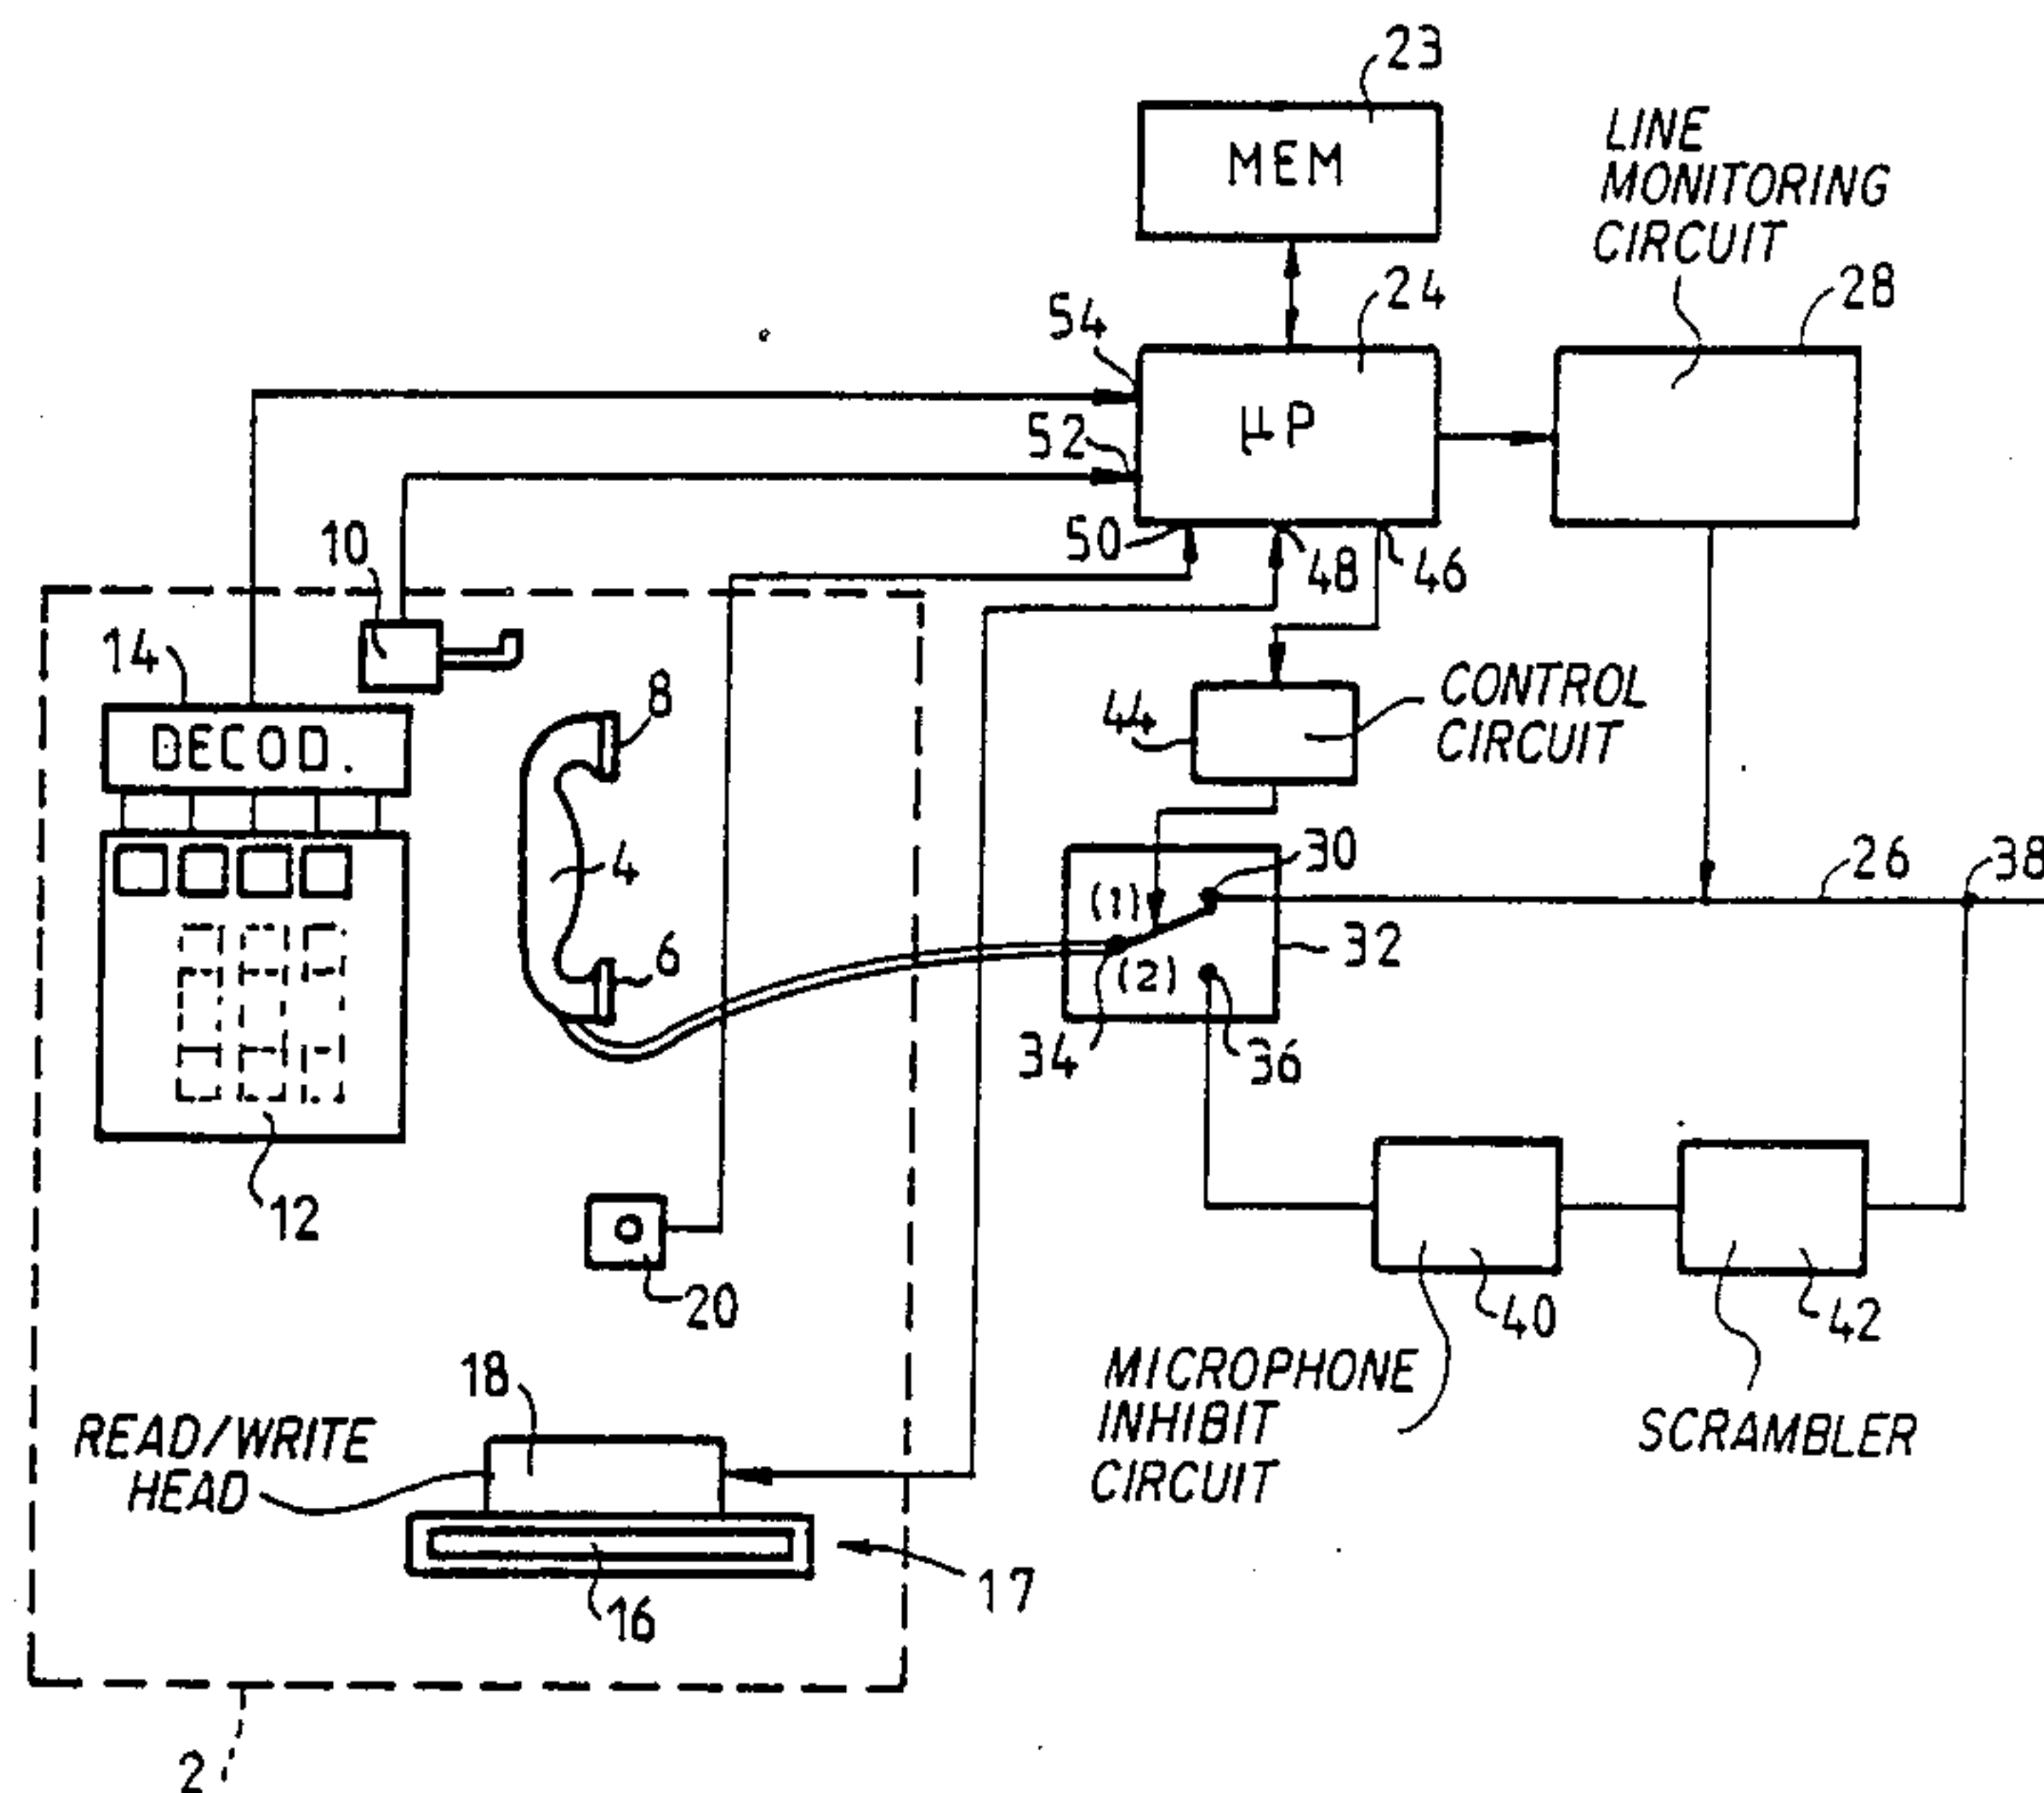 23
MEM
LINE
MONITORING
CIRCUIT
24
28
54
µP
52
10
50
48
46
14
8
CONTROL
CIRCUIT
44
DECOD.
30
26
38
4
(1)
32
6
(2)
34
36
12
20
40
42
18
MICROPHONE
INHIBIT
CIRCUIT
SCRAMBLER
READ/WRITE
HEAD
17
16
2